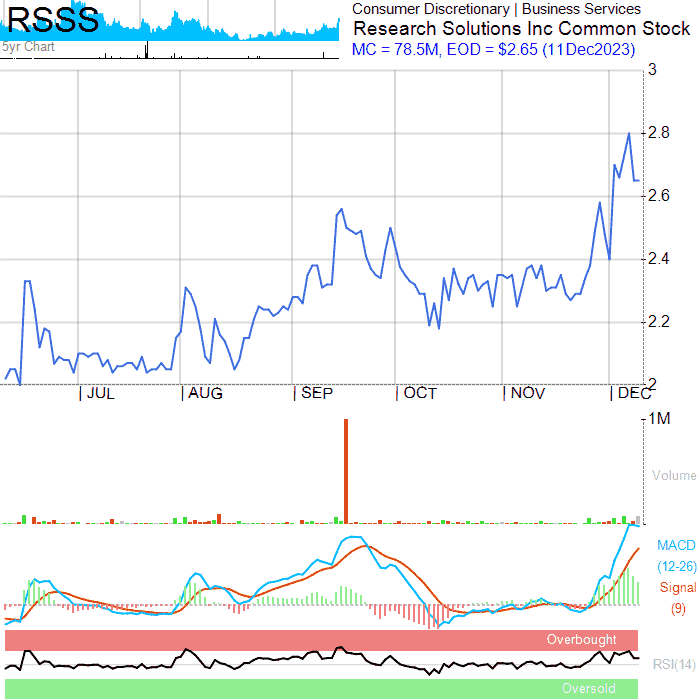 RSSS
5yr Chart
Consumer Discretionary | Business Services
Research Solutions Inc Common Stock
MC = 78.5M, EOD = $2.65 (11Dec2023)
3
2.8
2.6
2.4
2.2
2
| JUL | AUG | SEP | OCT | NOV | DEC
1M
Volume
MACD
(12-26)
Signal
(9)
Overbought
RSI(14)
Oversold